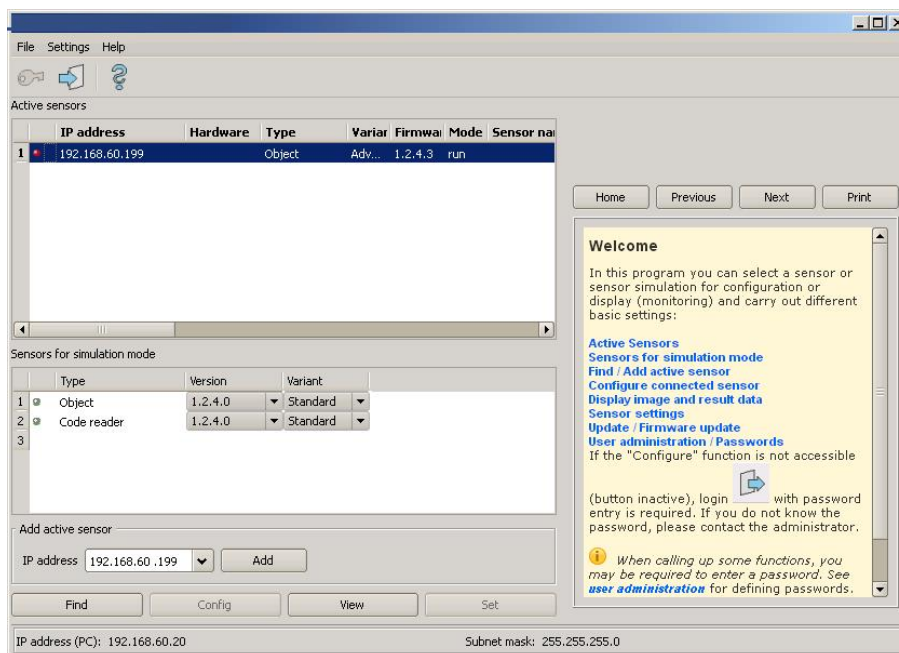 File Settings Help
Active sensors
IP address Hardware Type Variar Firmwai Mode Sensor nai
1 192.168.60.199 Object Adv... 1.2.4.3 run
Home Previous Next Print
Welcome
In this program you can select a sensor or
sensor simulation for configuration or
display (monitoring) and carry out different
basic settings:
Active Sensors
Sensors for simulation mode
Find / Add active sensor
Configure connected sensor
Display image and result data
Sensor settings
Update / Firmware update
User administration / Passwords
If the "Configure" function is not accessible
(button inactive), login with password
entry is required. If you do not know the
password, please contact the administrator.
When calling up some functions, you
may be required to enter a password. See
user administration for defining passwords.
Sensors for simulation mode
Type Version Variant
1 Object 1.2.4.0 Standard
2 Code reader 1.2.4.0 Standard
3
Add active sensor
IP address 192.168.60 .199 Add
Find Config View Set
IP address (PC): 192.168.60.20 Subnet mask: 255.255.255.0